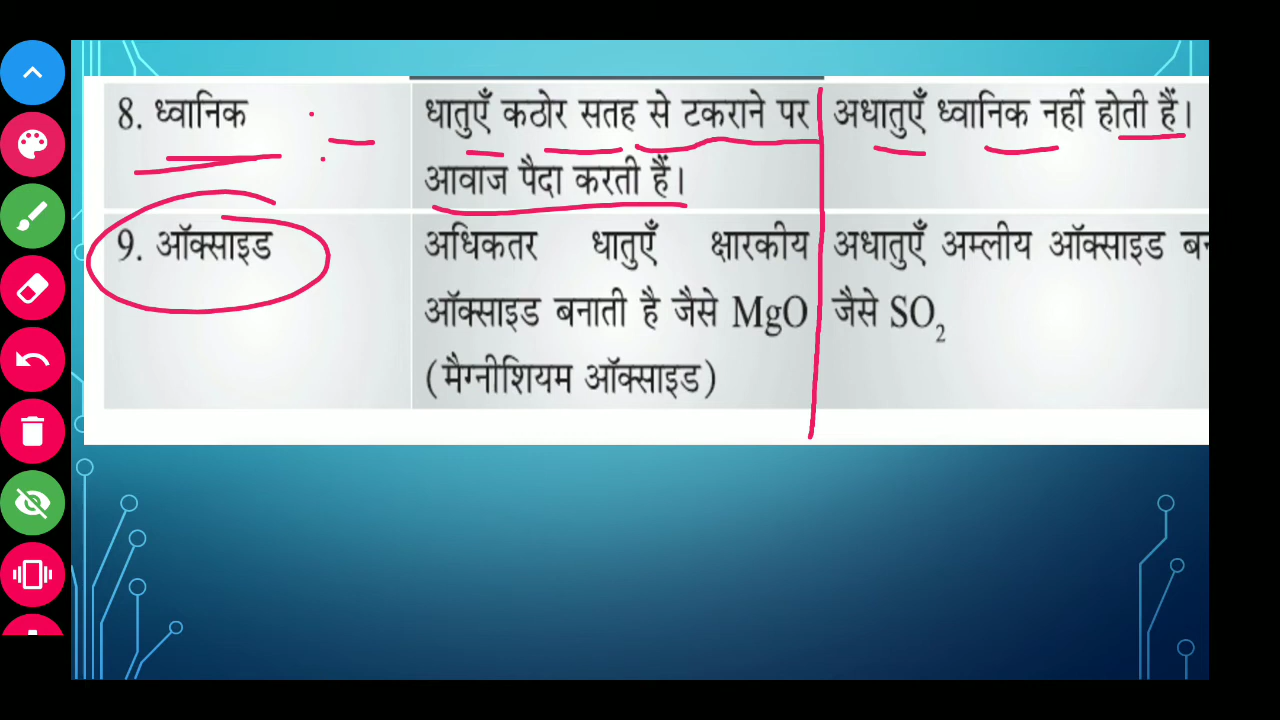 8. ध्वानिक
धातुएँ कठोर सतह से टकराने पर
आवाज पैदा करती हैं।
अधातुएँ ध्वानिक नहीं होती हैं।
9. ऑक्साइड
अधिकतर धातुएँ क्षारकीय
ऑक्साइड बनाती है जैसे MgO
(मैग्नीशियम ऑक्साइड)
अधातुएँ अम्लीय ऑक्साइड
जैसे SO₂